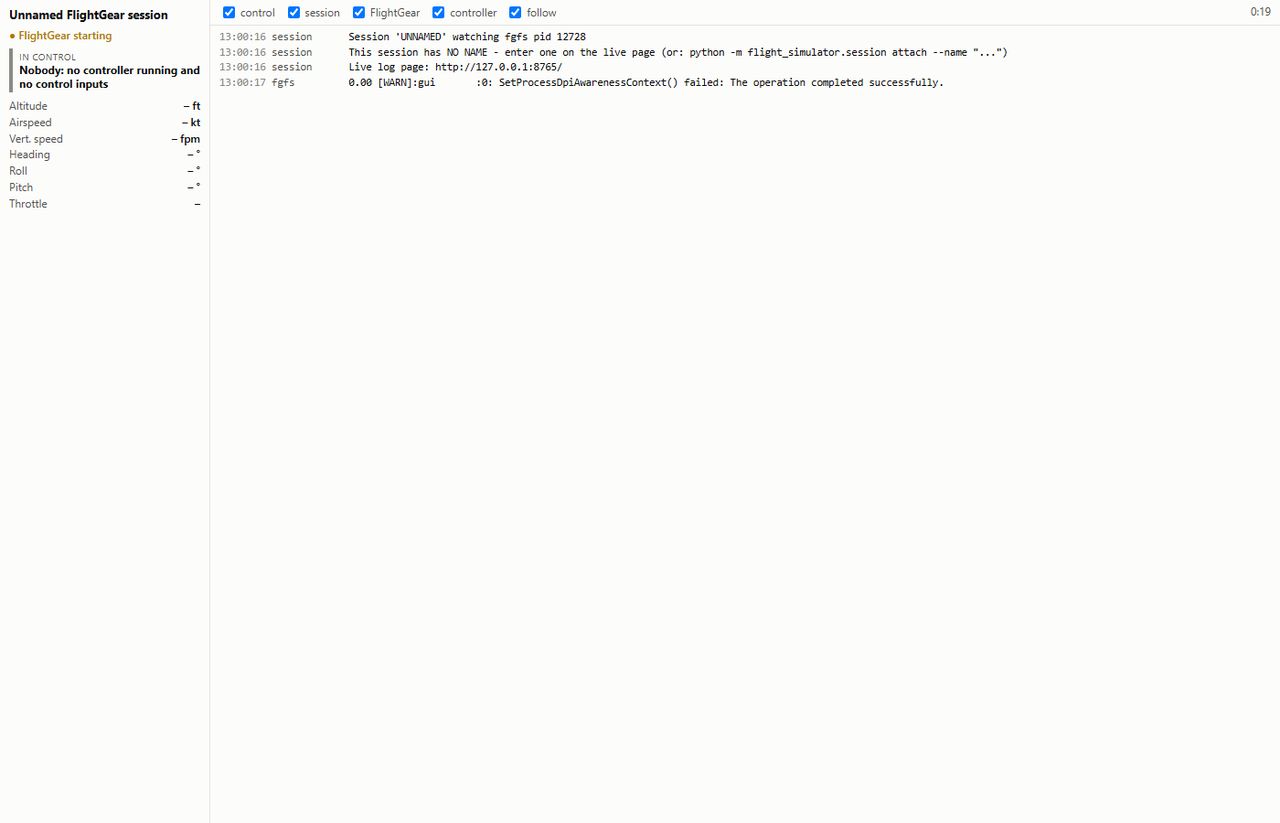 Unnamed FlightGear session
● FlightGear starting
IN CONTROL
Nobody: no controller running and
no control inputs
Altitude – ft
Airspeed – kt
Vert. speed – fpm
Heading – °
Roll – °
Pitch – °
Throttle –
control session FlightGear controller follow 0:19
13:00:16 session Session 'UNNAMED' watching fgfs pid 12728
13:00:16 session This session has NO NAME - enter one on the live page (or: python -m flight_simulator.session attach --name "...")
13:00:16 session Live log page: http://127.0.0.1:8765/
13:00:17 fgfs 0.00 [WARN]:gui :0: SetProcessDpiAwarenessContext() failed: The operation completed successfully.